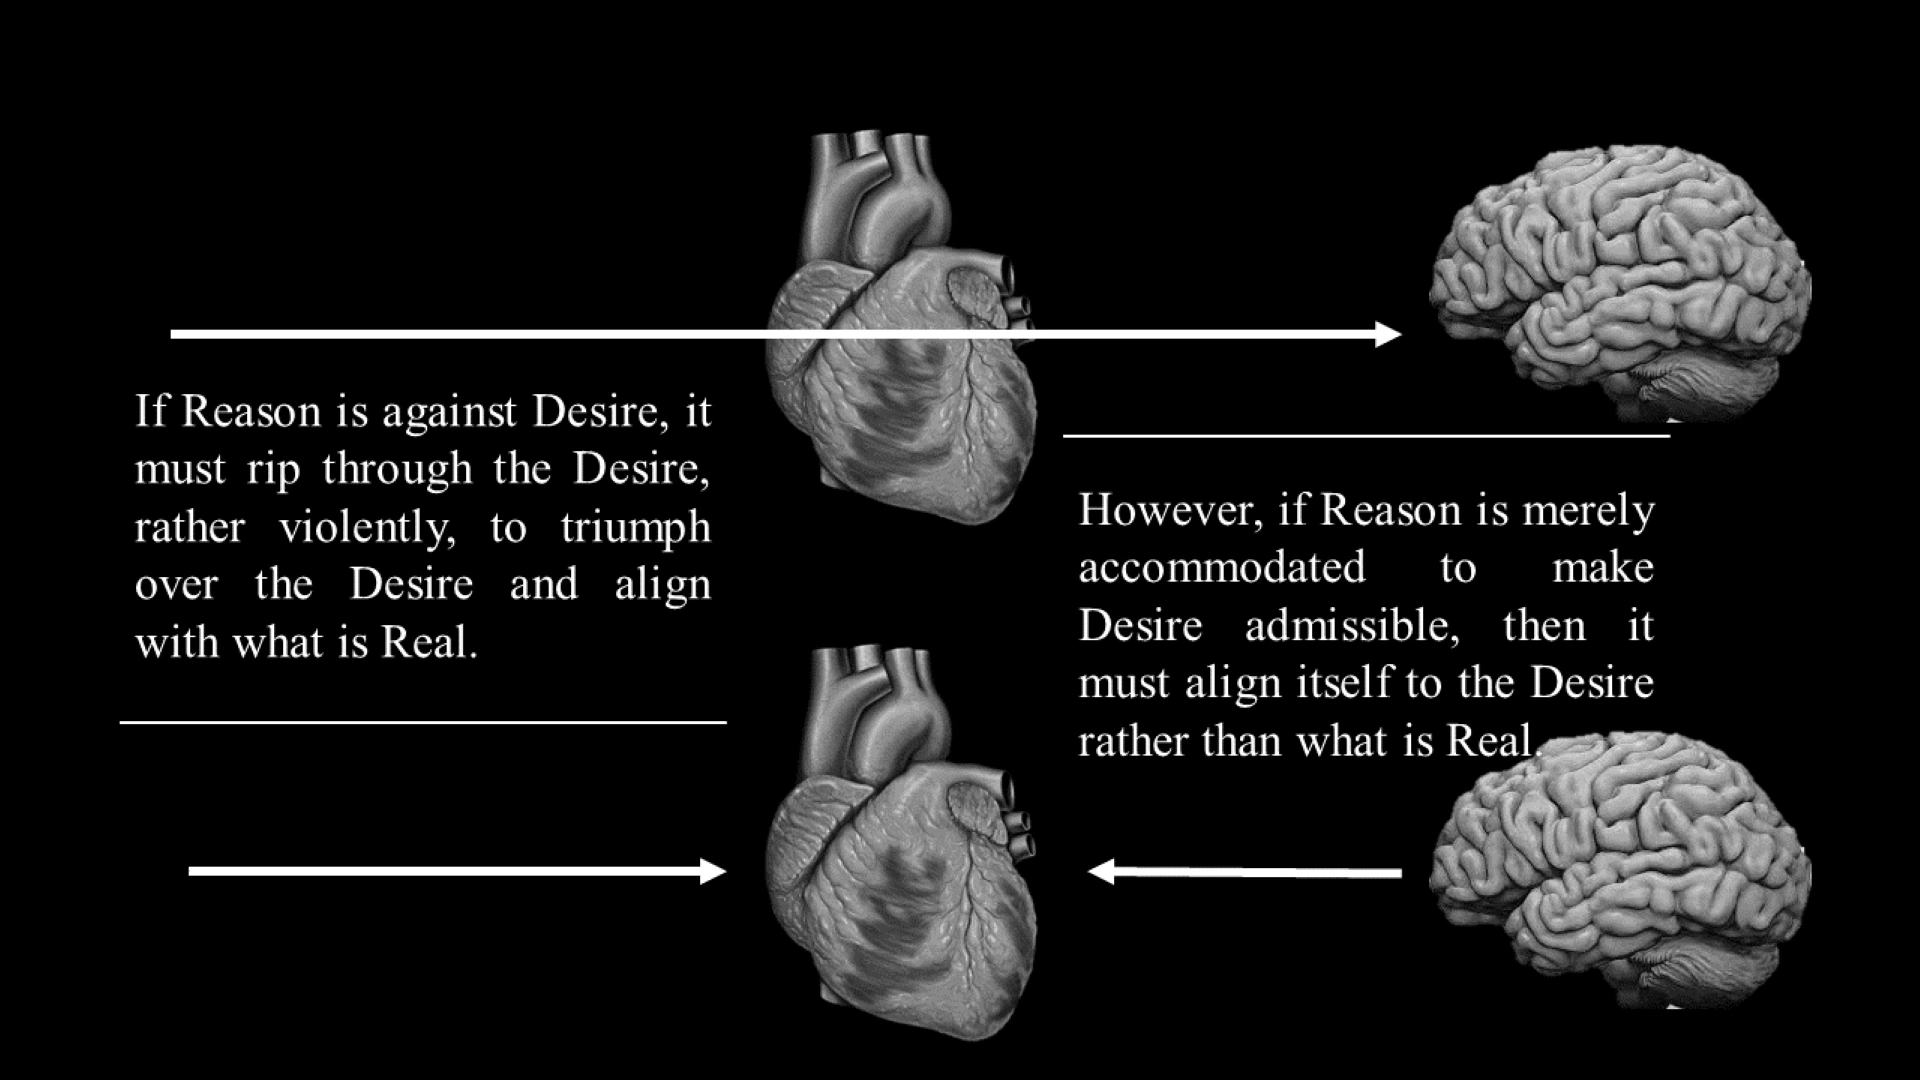 If Reason is against Desire, it
must rip through the Desire,
rather violently, to triumph
over the Desire and align
with what is Real.
However, if Reason is merely
accommodated to make
Desire admissible, then it
must align itself to the Desire
rather than what is Real.